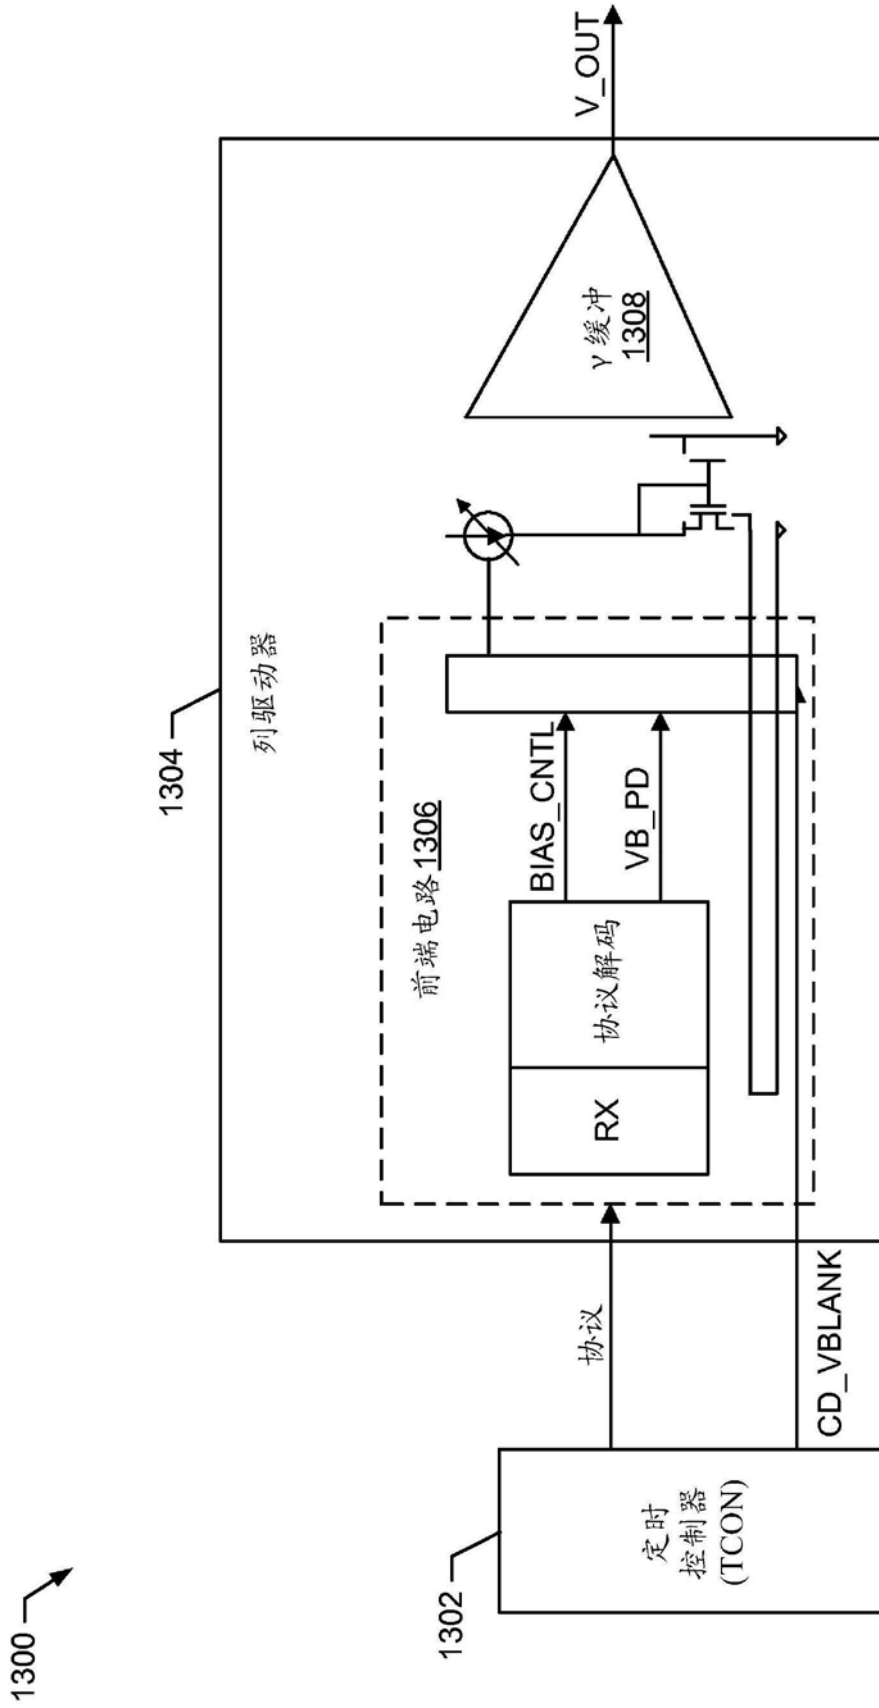 1300
1302
定时
控制器
(TCON)
协议
CD_VBLANK
1304
列驱动器
前端电路1306
RX
协议解码
BIAS_CNTL
VB_PD
γ缓冲
1308
V_OUT